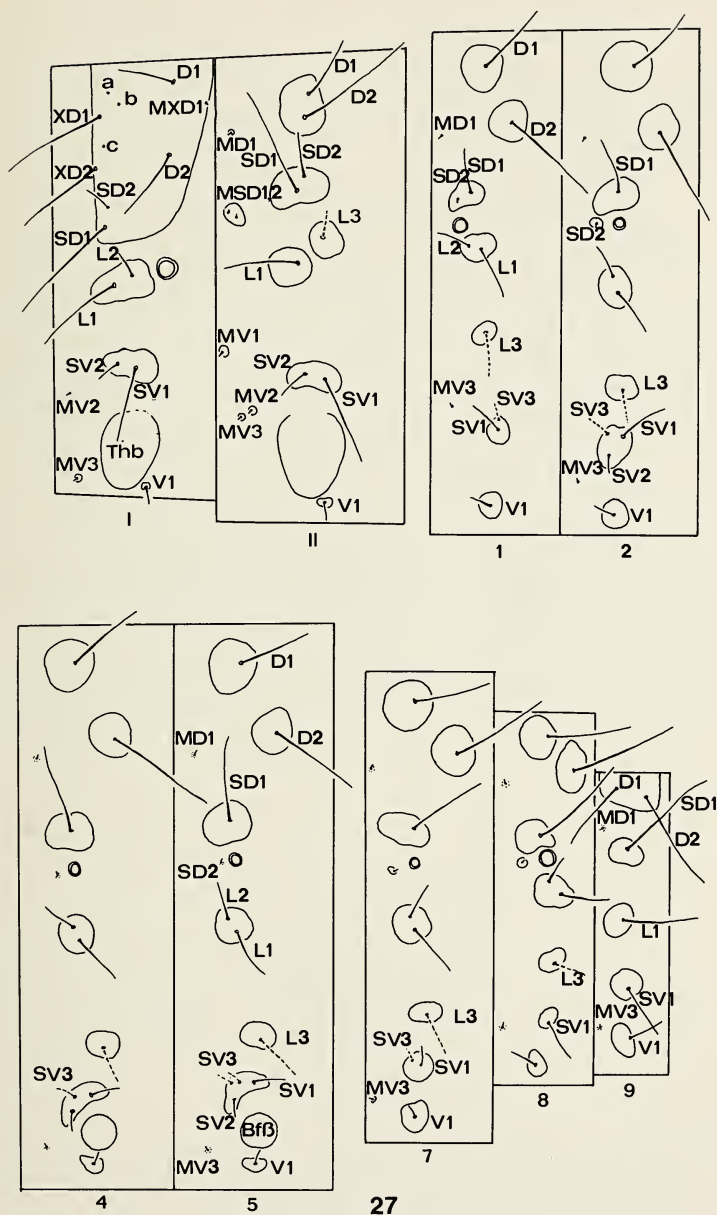 D1
a
b
MXD1
XD1
c
XD2
D2
SD2
SD1
L2
L1
SV2
SV1
MV2
Thb
MV3
V1
I
D1
D2
MD1
SD1
SD2
MSD1,2
L3
L1
MV1
SV2
MV2
SV1
MV3
V1
II
D1
MD1
D2
SD1
SD2
L2
L1
L3
MV3
SV3
SV1
V1
1
SD1
SD2
L3
SV3
SV1
MV3
SV2
V1
2
SV3
4
D1
MD1
D2
SD1
SD2
L2
L1
L3
SV3
SV1
SV2
Bfß
MV3
V1
5
L3
SV3
SV1
MV3
V1
7
L3
SV1
8
D1
SD1
MD1
D2
L1
SV1
MV3
V1
9
27